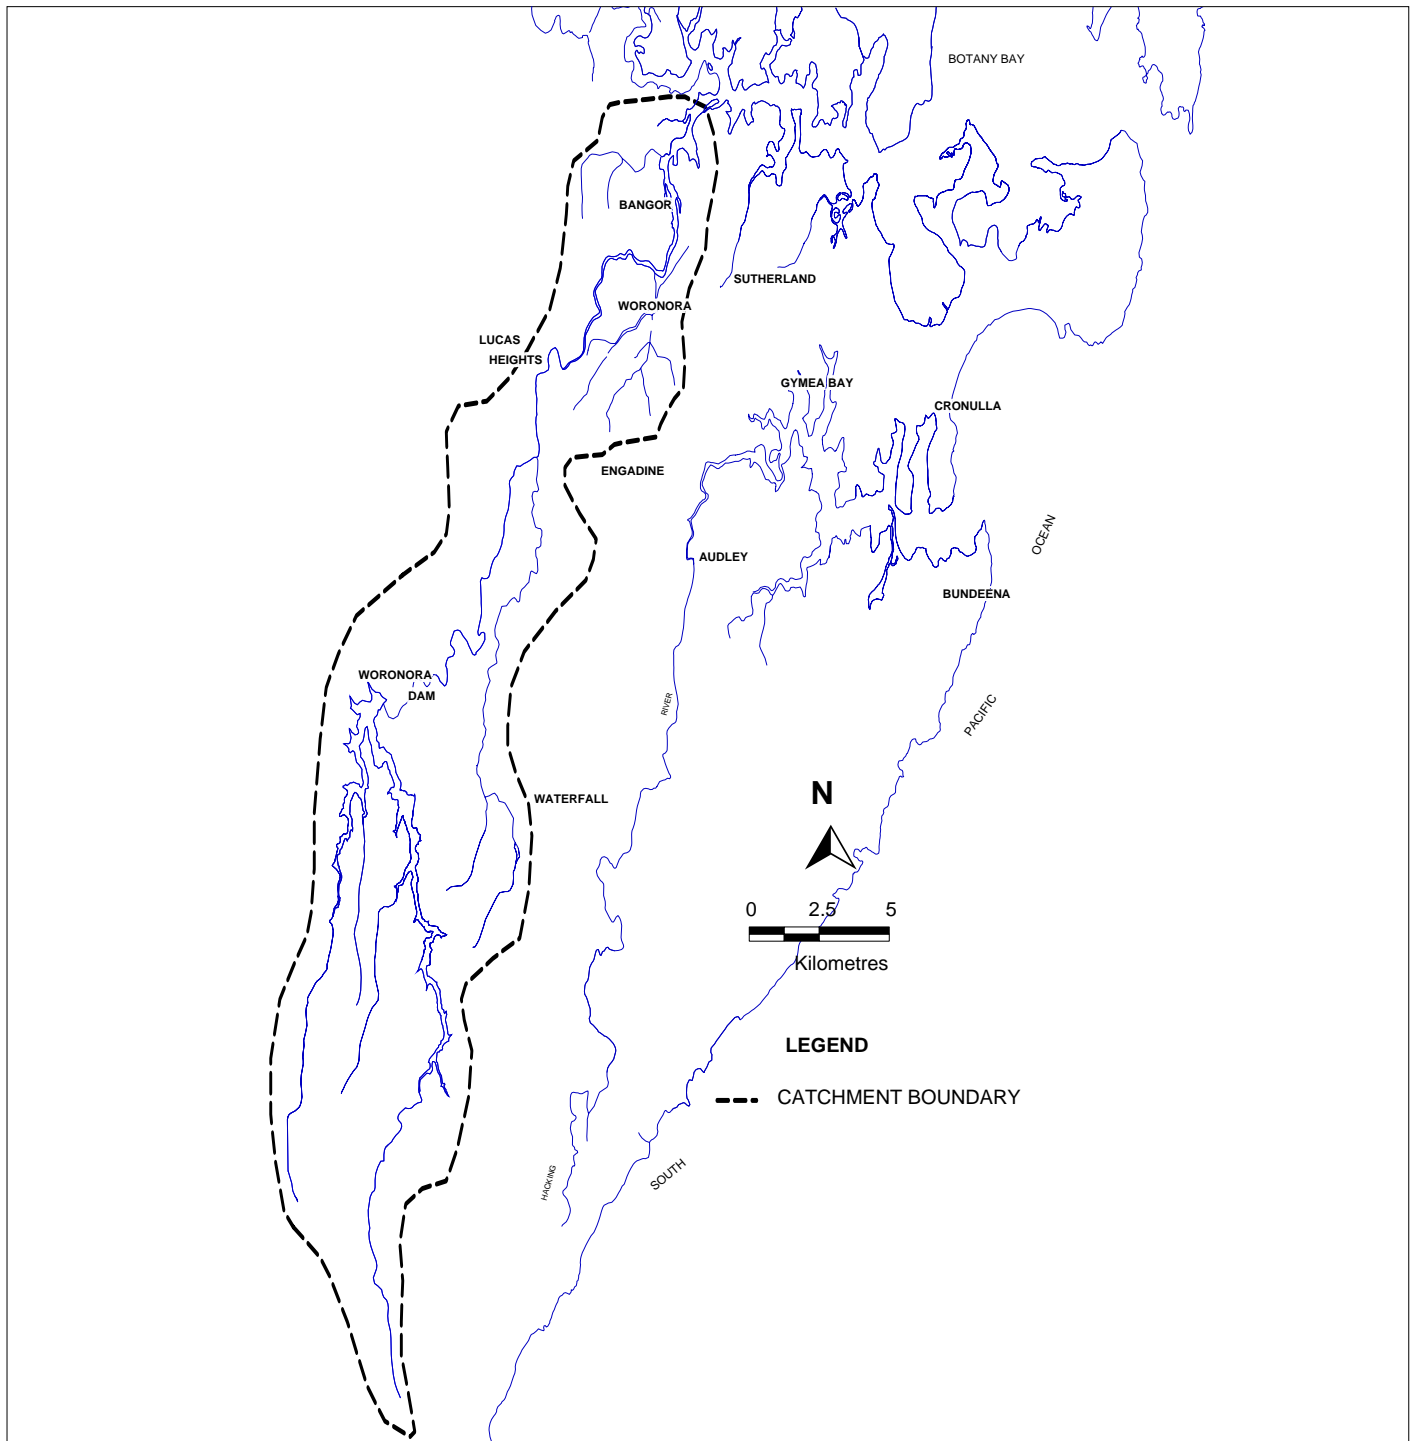 BOTANY BAY
BANGOR
SUTHERLAND
WORONORA
LUCAS
HEIGHTS
GYMEA BAY
CRONULLA
ENGADINE
OCEAN
AUDLEY
BUNDEENA
WORONORA
DAM
RIVER
PACIFIC
WATERFALL
N
0 2.5 5
Kilometres
LEGEND
CATCHMENT BOUNDARY
HACKING
SOUTH